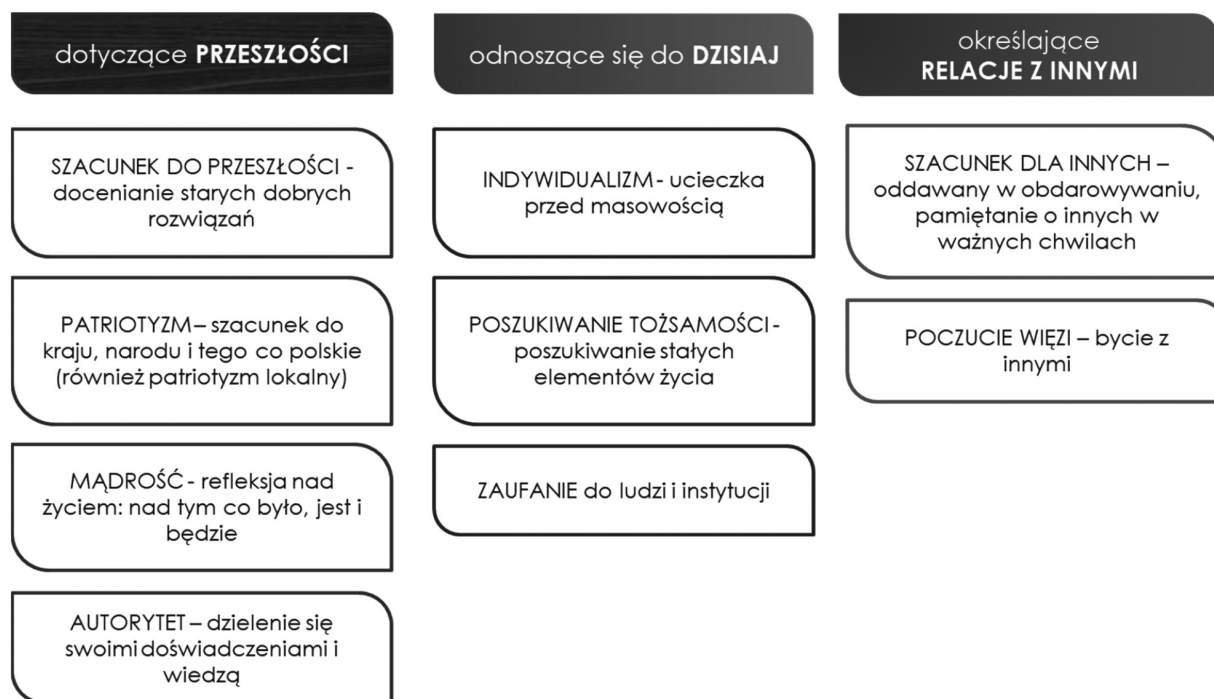 dotyczące PRZESZŁOŚCI
SZACUNEK DO PRZESZŁOŚCI -
docenianie starych dobrych
rozwiązań
PATRIOTYZM – szacunek do
kraju, narodu i tego co polskie
(również patriotyzm lokalny)
MĄDROŚĆ - refleksja nad
życiem: nad tym co było, jest i
będzie
AUTORYTET – dzielenie się
swoimi doświadczeniami i
wiedzą
odnoszące się do DZISIAJ
INDYWIDUALIZM - ucieczka
przed masowością
POSZUKIWANIE TOŻSAMOŚCI -
poszukiwanie stałych
elementów życia
ZAUFANIE do ludzi i instytucji
określające
RELACJE Z INNYMI
SZACUNEK DLA INNYCH –
oddawany w obdarowywaniu,
pamiętanie o innych w
ważnych chwilach
POCZUCIE WIĘZI – bycie z
innymi